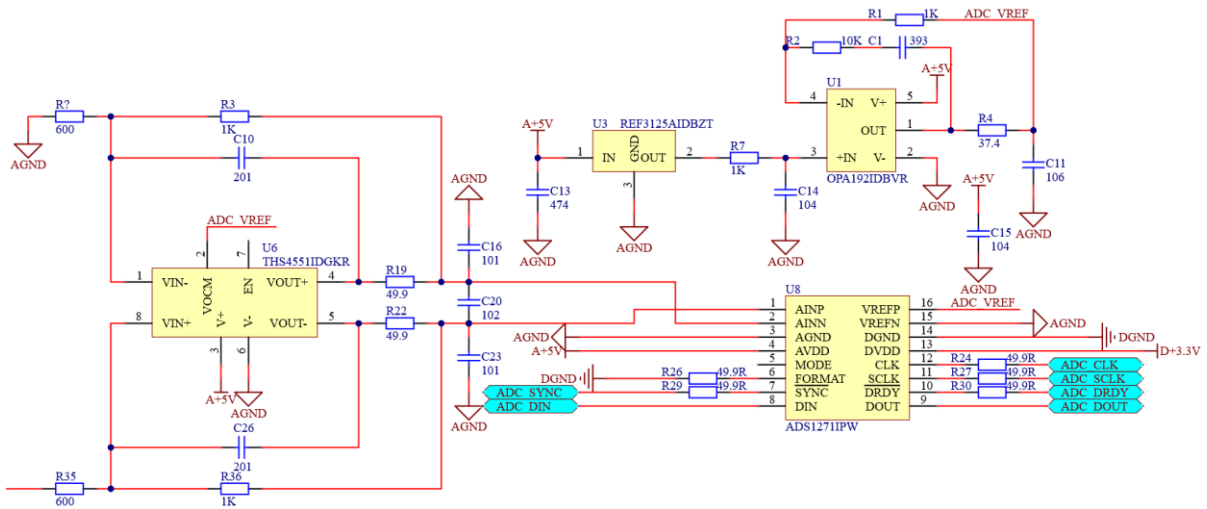 R1 1K ADC_VREF
R2 10K C1 393
A+5V
U1
4 -IN V+ 5
OUT 1
3 +IN V- 2
OPA192IDBVR
R4
37.4
C11
106
AGND
AGND
R?
600
AGND
R3
1K
C10
201
A+5V
U3 REF3125AIDBZT
1 IN GND OUT 2
3
C13
474
AGND
AGND
R7
1K
C14
104
AGND
A+5V
C15
104
AGND
AGND
ADC_VREF
U6
THS4551IDGKR
2 7
1 VIN- VOCM EN VOUT+ 4
8 VIN+ V+ V- VOUT- 5
3 6
A+5V AGND
R19
49.9
R22
49.9
C16
101
C20
102
C23
101
AGND
C26
201
R35
600
R36
1K
U8
1 AINP VREFP 16 ADC_VREF
2 AINN VREFN 15 AGND
AGND 3 AGND DGND 14 DGND
A+5V 4 AVDD DVDD 13 D+3.3V
5 MODE CLK 12 R24 49.9R ADC_CLK
DGND R26 49.9R 6 FORMAT SCLK 11 R27 49.9R ADC_SCLK
ADC_SYNC R29 49.9R 7 SYNC DRDY 10 R30 49.9R ADC_DRDY
ADC_DIN 8 DIN DOUT 9 ADC_DOUT
ADS1271IPW